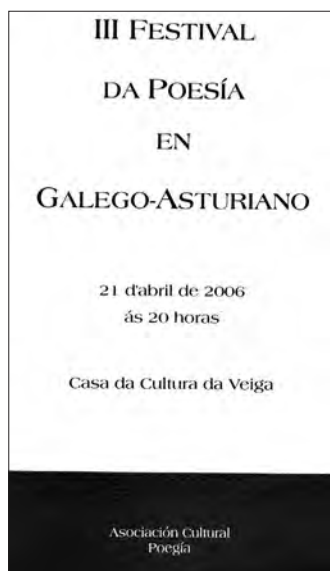 III Festival
da Poesía
en
Galego-Asturiano
21 d'abril de 2006
ás 20 horas
Casa da Cultura da Veiga
Asociación Cultural
Poegía